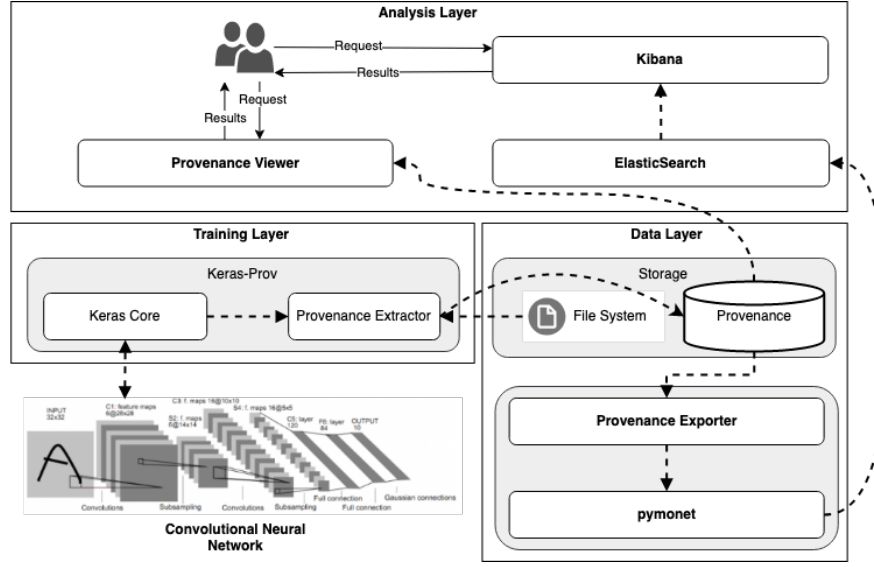 Analysis Layer
Request
Kibana
Results
Request
Results
Provenance Viewer
ElasticSearch
Training Layer
Data Layer
Keras-Prov
Storage
Keras Core
Provenance Extractor
File System
Provenance
INPUT
32x32
C1: feature maps
6@28x28
S2: f. maps
6@14x14
C3: f. maps 16@10x10
S4: f. maps 16@5x5
C5: layer
120
F6: layer
84
OUTPUT
10
Convolutions
Subsampling
Convolutions
Subsampling
Full connection
Full connection
Gaussian connections
Convolutional Neural
Network
Provenance Exporter
pymonet